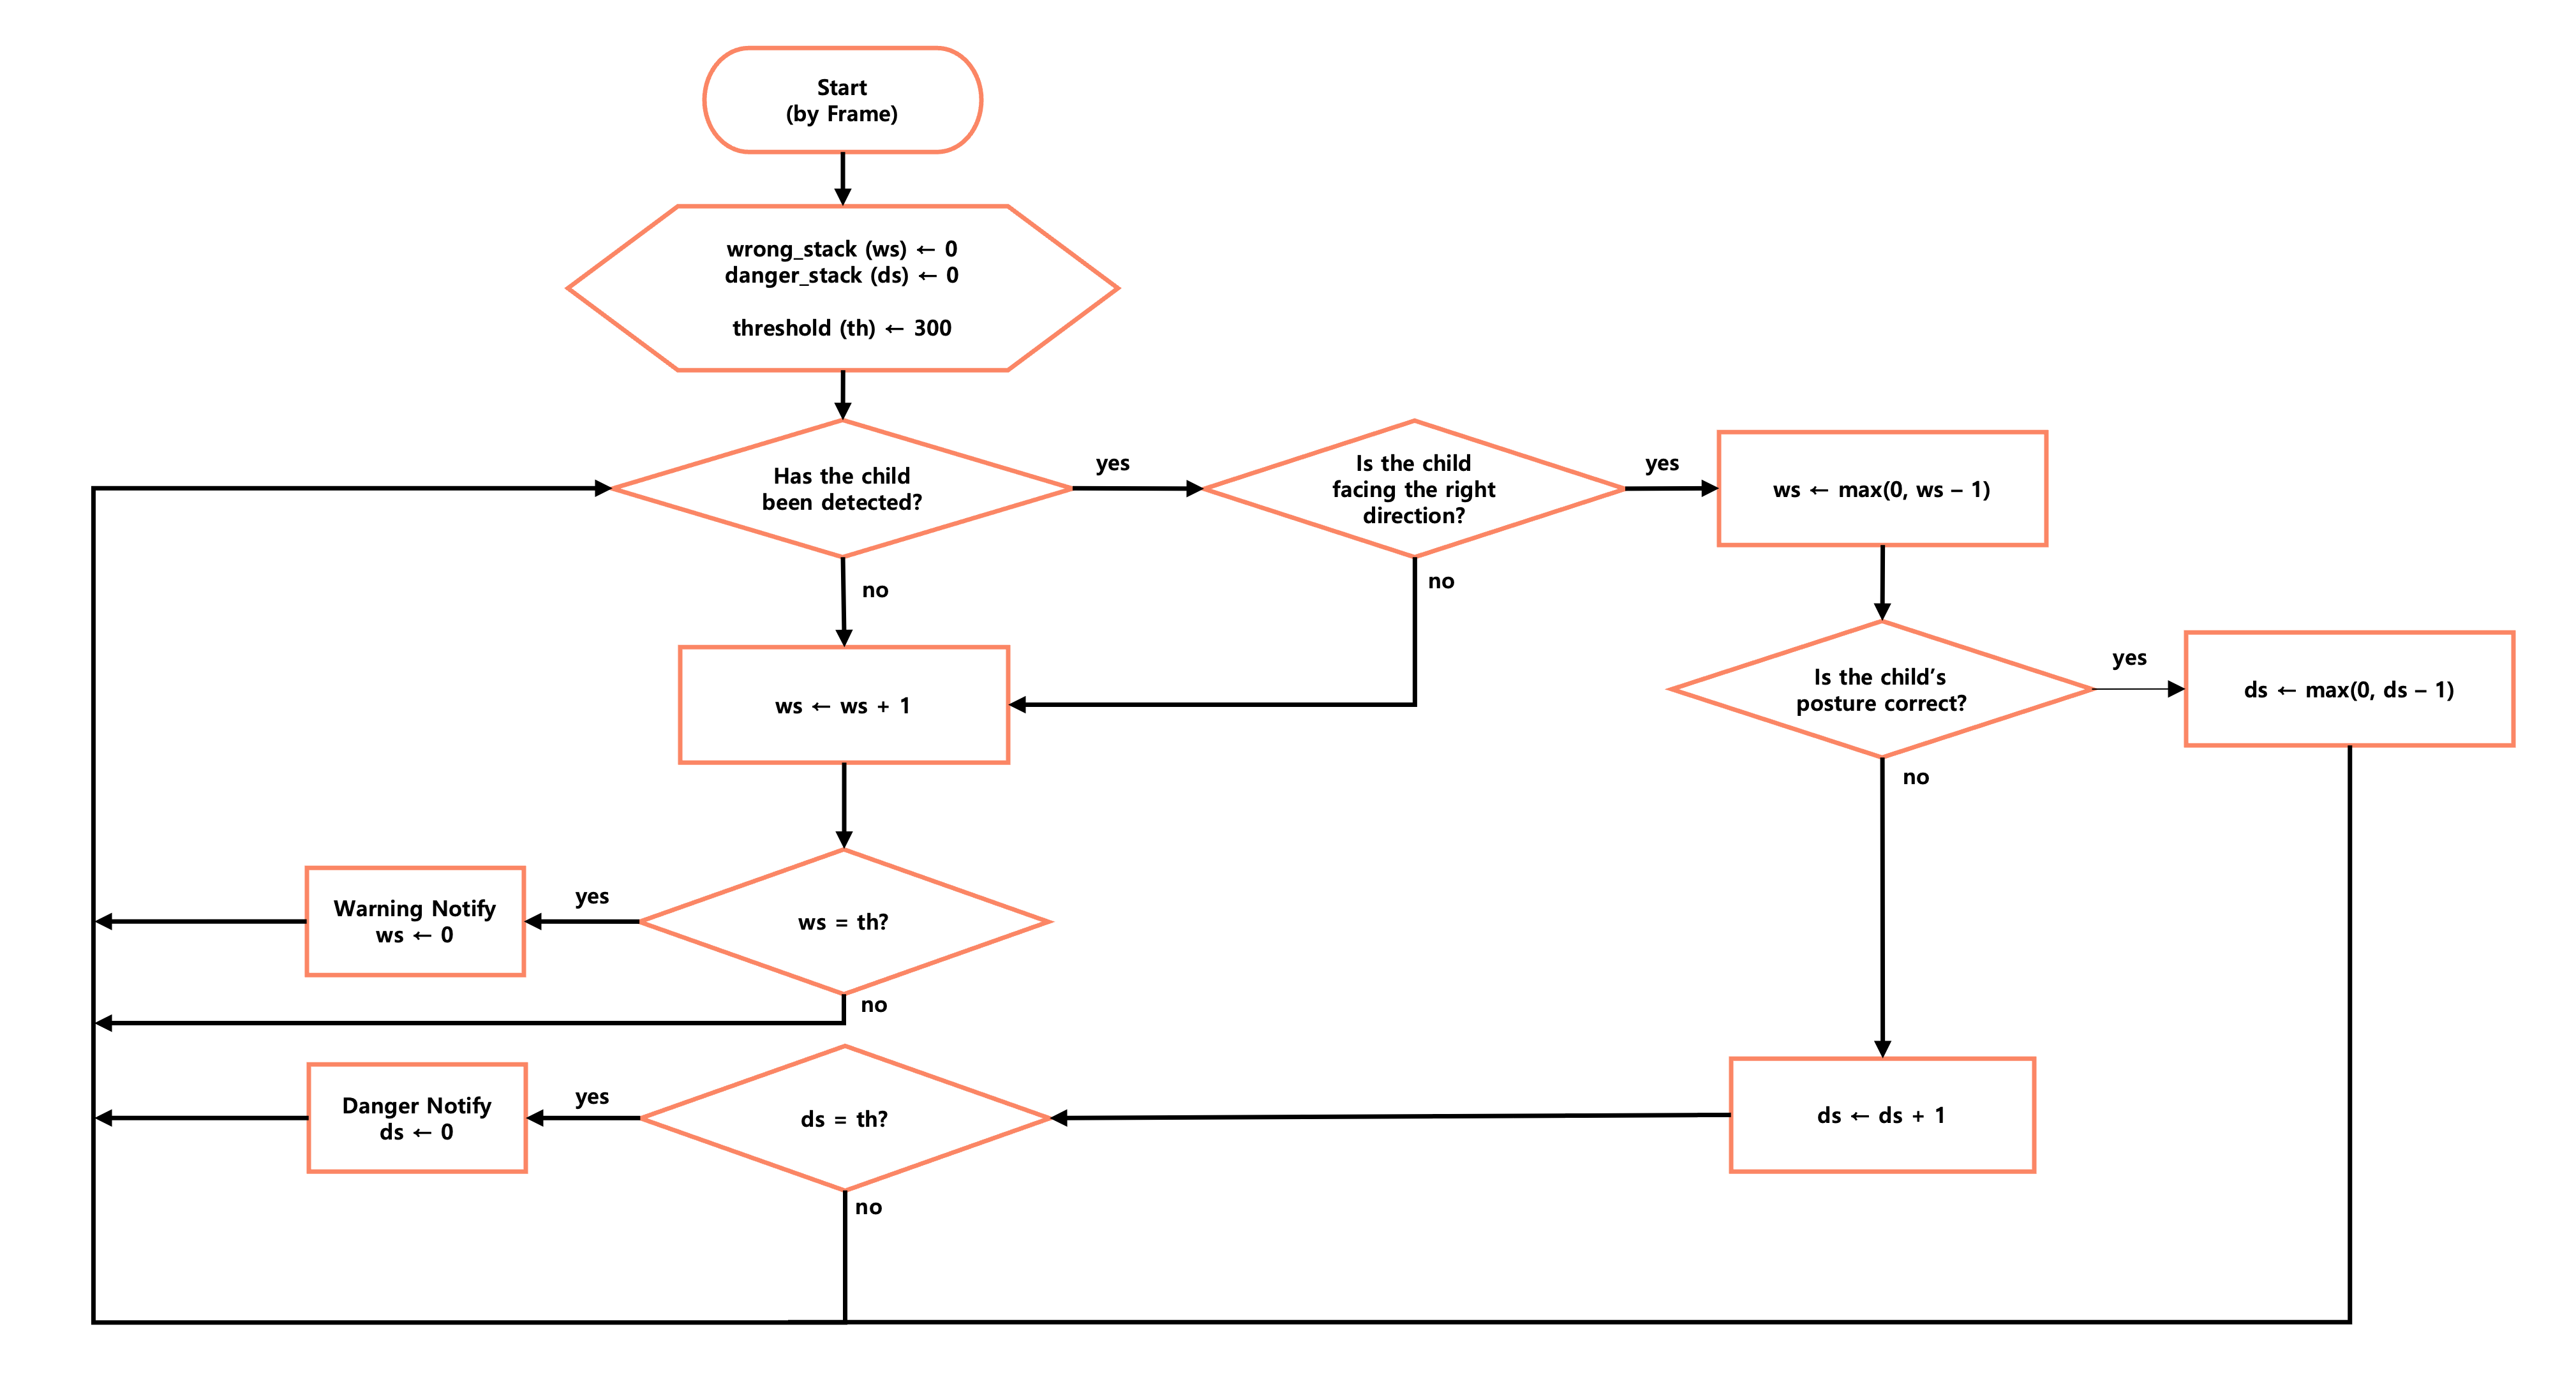 Start
(by Frame)
wrong_stack (ws) ← 0
danger_stack (ds) ← 0
threshold (th) ← 300
Has the child
been detected?
yes
Is the child
facing the right
direction?
yes
ws ← max(0, ws – 1)
no
no
ws ← ws + 1
Is the child’s
posture correct?
yes
ds ← max(0, ds – 1)
no
Warning Notify
ws ← 0
yes
ws = th?
no
Danger Notify
ds ← 0
yes
ds = th?
ds ← ds + 1
no